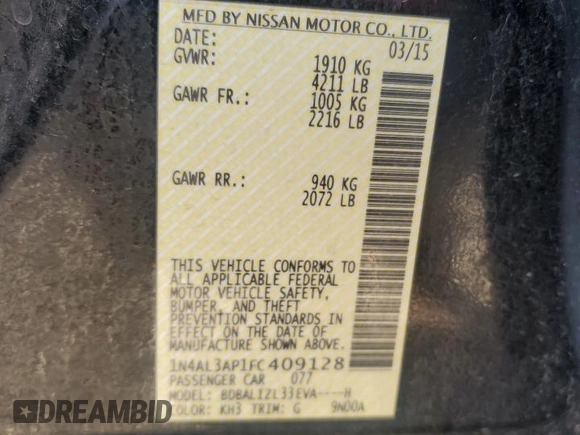 MFD BY NISSAN MOTOR CO., LTD.
DATE: 03/15
GVWR: 1910 KG
4211 LB
GAWR FR.: 1005 KG
2216 LB
GAWR RR.: 940 KG
2072 LB
THIS VEHICLE CONFORMS TO
ALL APPLICABLE FEDERAL
MOTOR VEHICLE SAFETY,
BUMPER, AND THEFT
PREVENTION STANDARDS IN
EFFECT ON THE DATE OF
MANUFACTURE SHOWN ABOVE.
1N4AL3AP1FC409128
PASSENGER CAR 077
MODEL: BDBALIZL33EVA----H
COLOR: KH3 TRIM: G 9N00A
© DREAMBID